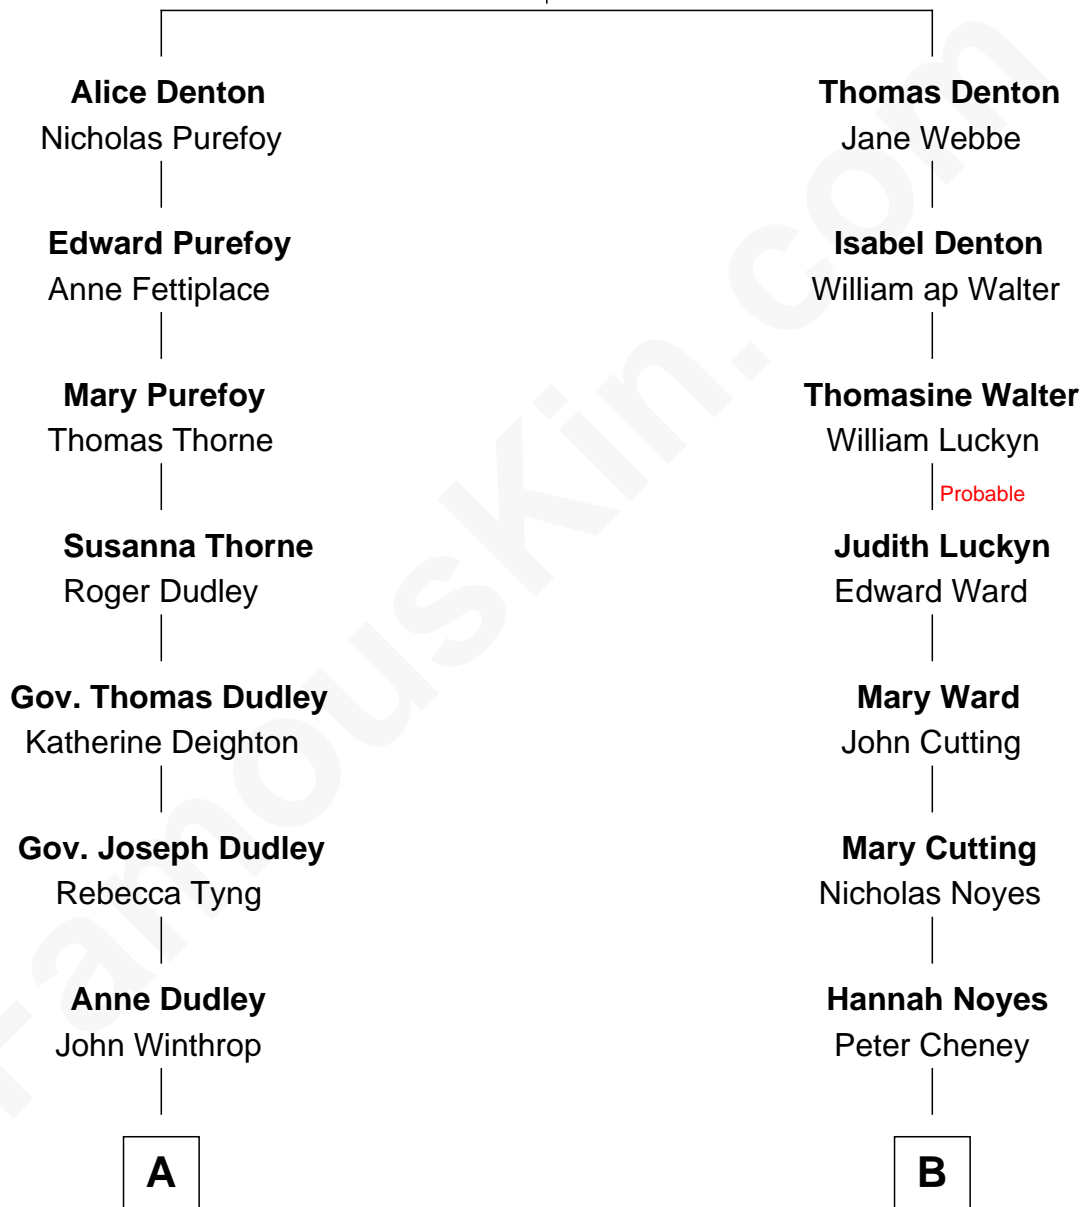 Alice Denton
Nicholas Purefoy
Edward Purefoy
Anne Fettiplace
Mary Purefoy
Thomas Thorne
Susanna Thorne
Roger Dudley
Gov. Thomas Dudley
Katherine Deighton
Gov. Joseph Dudley
Rebecca Tyng
Anne Dudley
John Winthrop
A
Thomas Denton
Jane Webbe
Isabel Denton
William ap Walter
Thomasine Walter
William Luckyn
Probable
Judith Luckyn
Edward Ward
Mary Ward
John Cutting
Mary Cutting
Nicholas Noyes
Hannah Noyes
Peter Cheney
B
FamousKin.com